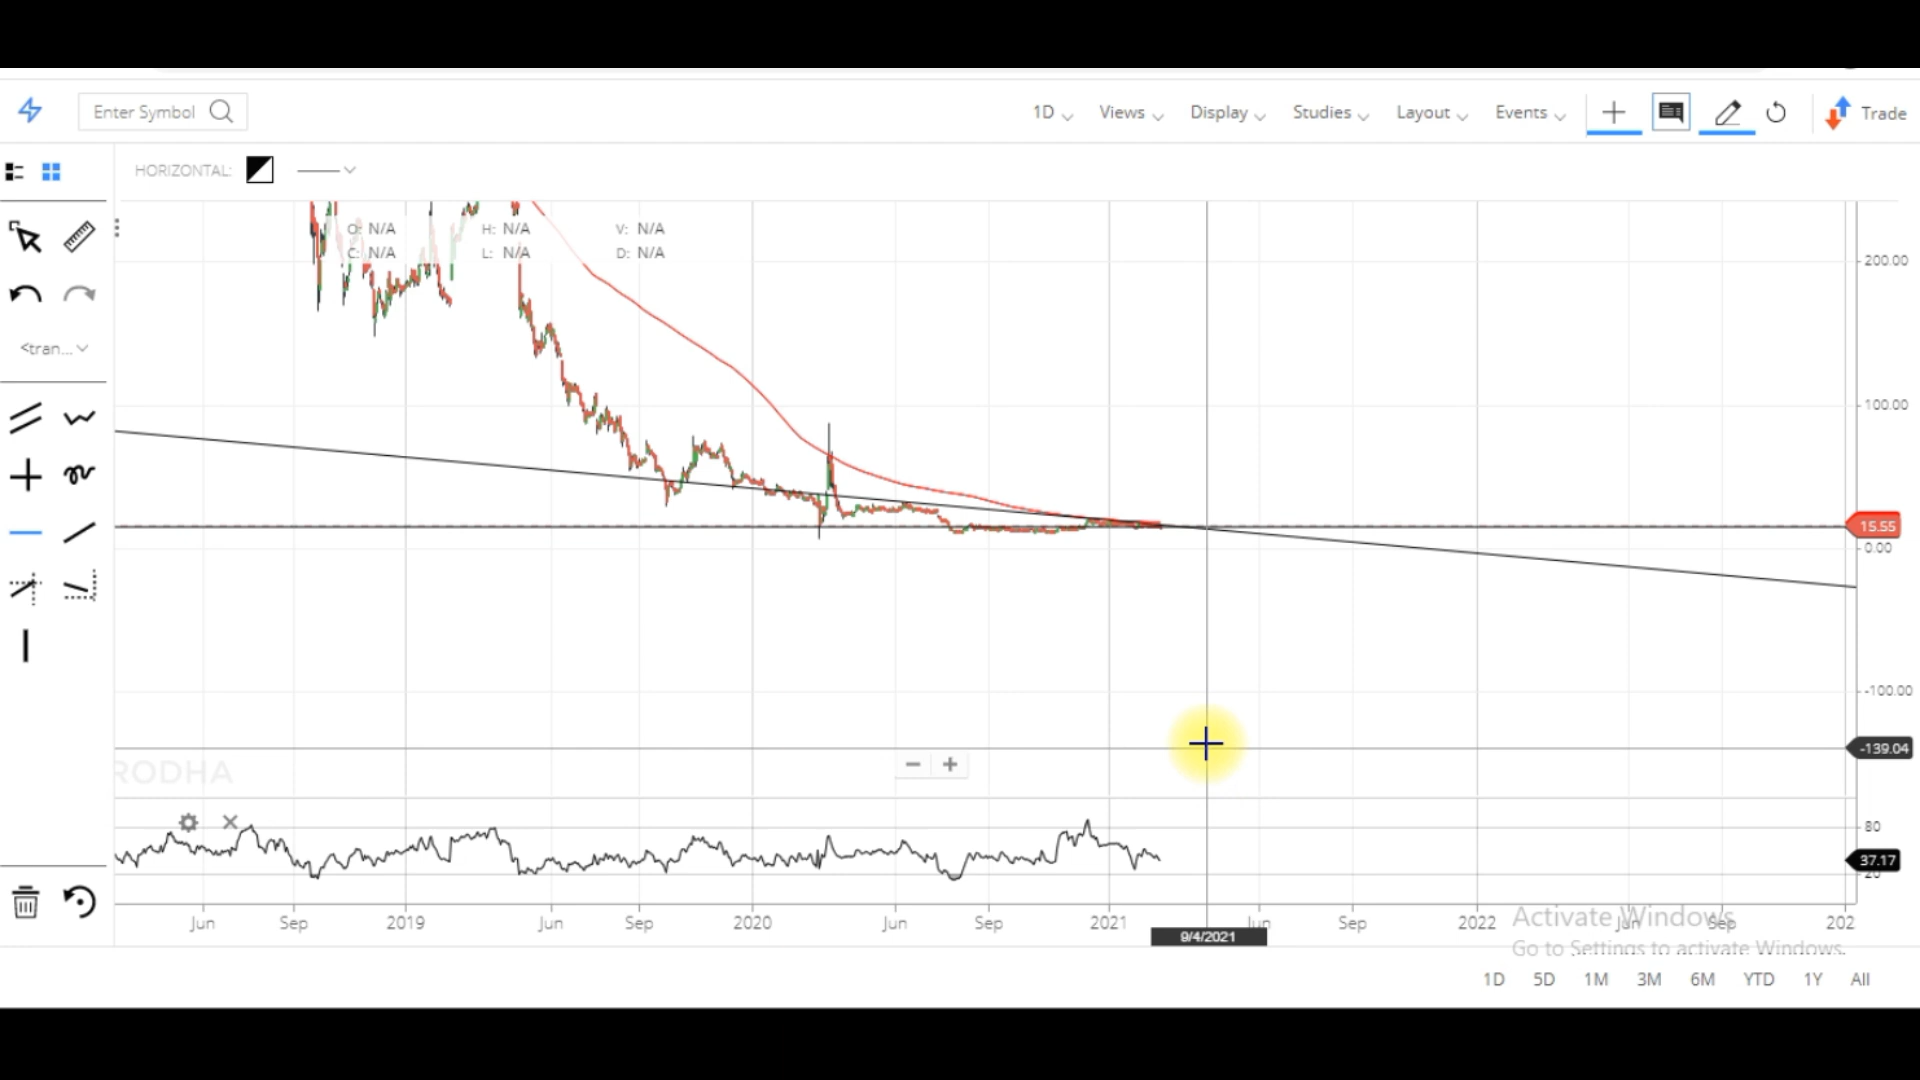 Enter Symbol 1D Views Display Studies Layout Events Trade
HORIZONTAL:
O: N/A H: N/A V: N/A
C: N/A L: N/A D: N/A
200.00
<tran...
100.00
15.55
0.00
-100.00
-139.04
RODHA
80
37.17
20
Jun Sep 2019 Jun Sep 2020 Jun Sep 2021 Jun Sep 2022 Jun Sep 202
9/4/2021
Activate Windows
Go to Settings to activate Windows.
1D 5D 1M 3M 6M YTD 1Y All